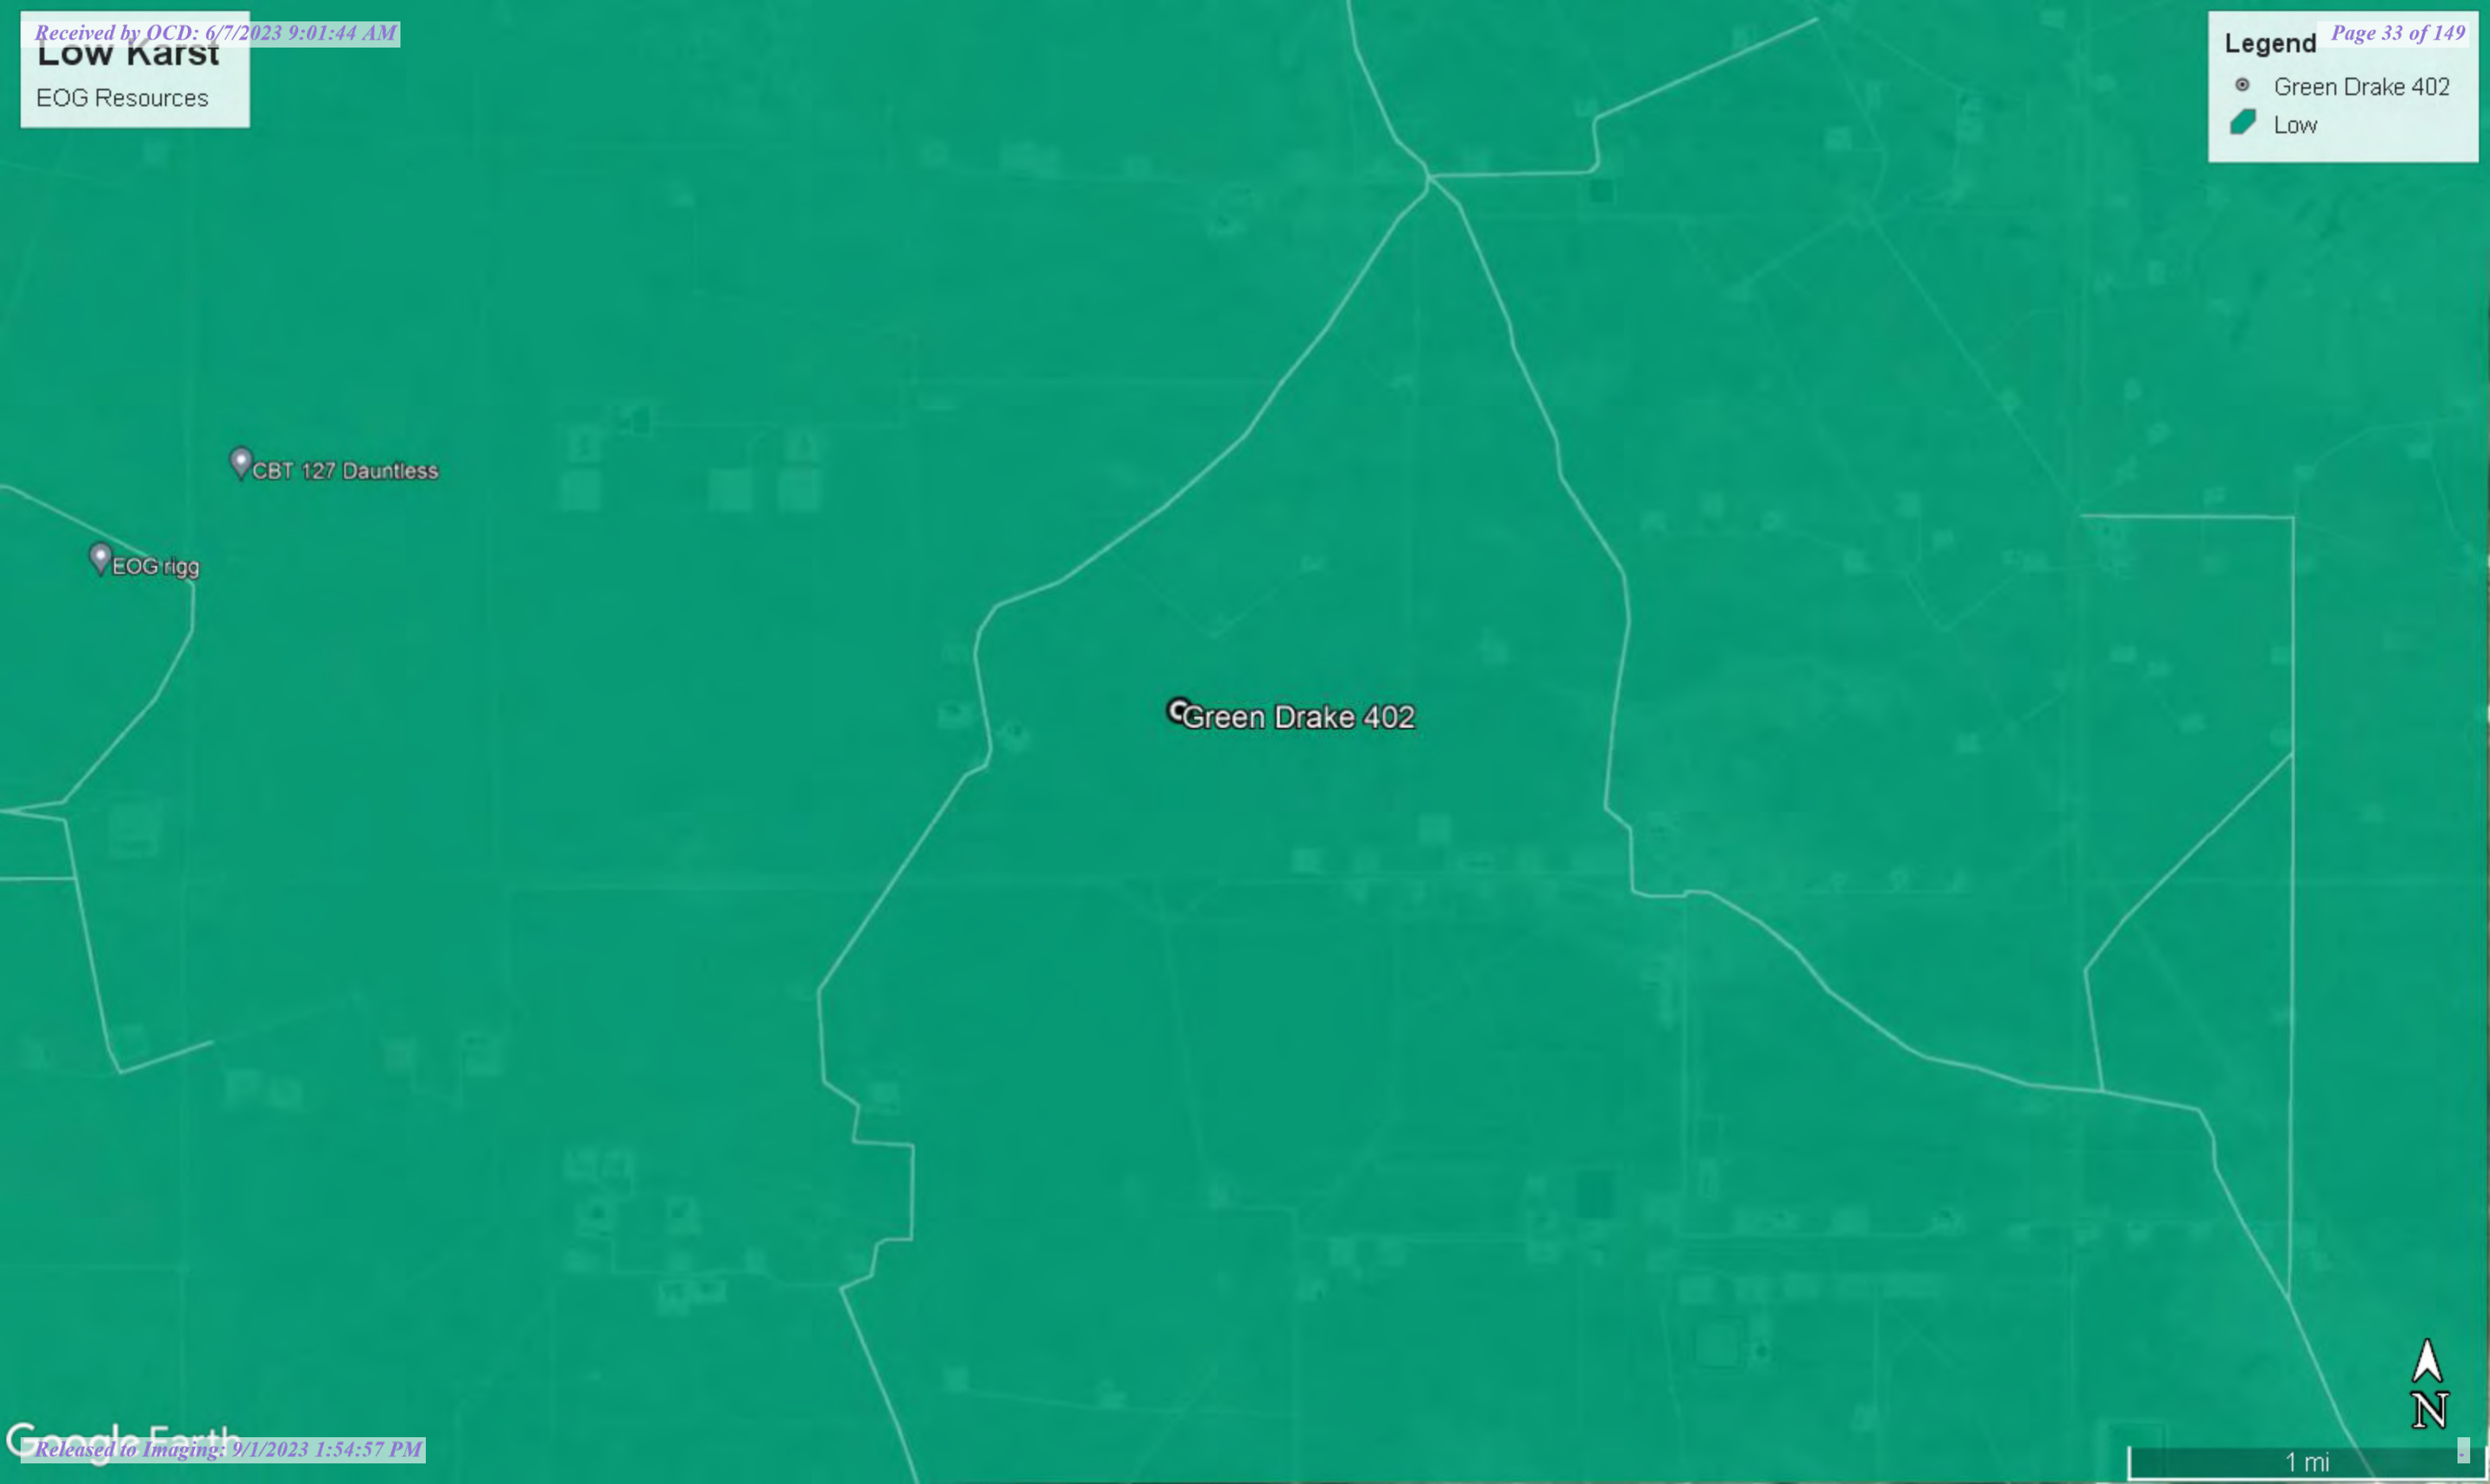 Received by OCD: 6/7/2023 9:01:44 AM
Page 33 of 149
Low Karst
EOG Resources
Legend
Green Drake 402
Low
CBT 127 Dauntless
EOG rigg
Green Drake 402
N
Google Earth
Released to Imaging: 9/1/2023 1:54:57 PM
1 mi